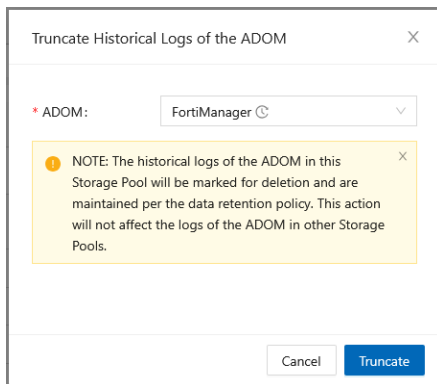 Truncate Historical Logs of the ADOM
* ADOM:
FortiManager
NOTE: The historical logs of the ADOM in this
Storage Pool will be marked for deletion and are
maintained per the data retention policy. This action
will not affect the logs of the ADOM in other Storage
Pools.
Cancel
Truncate